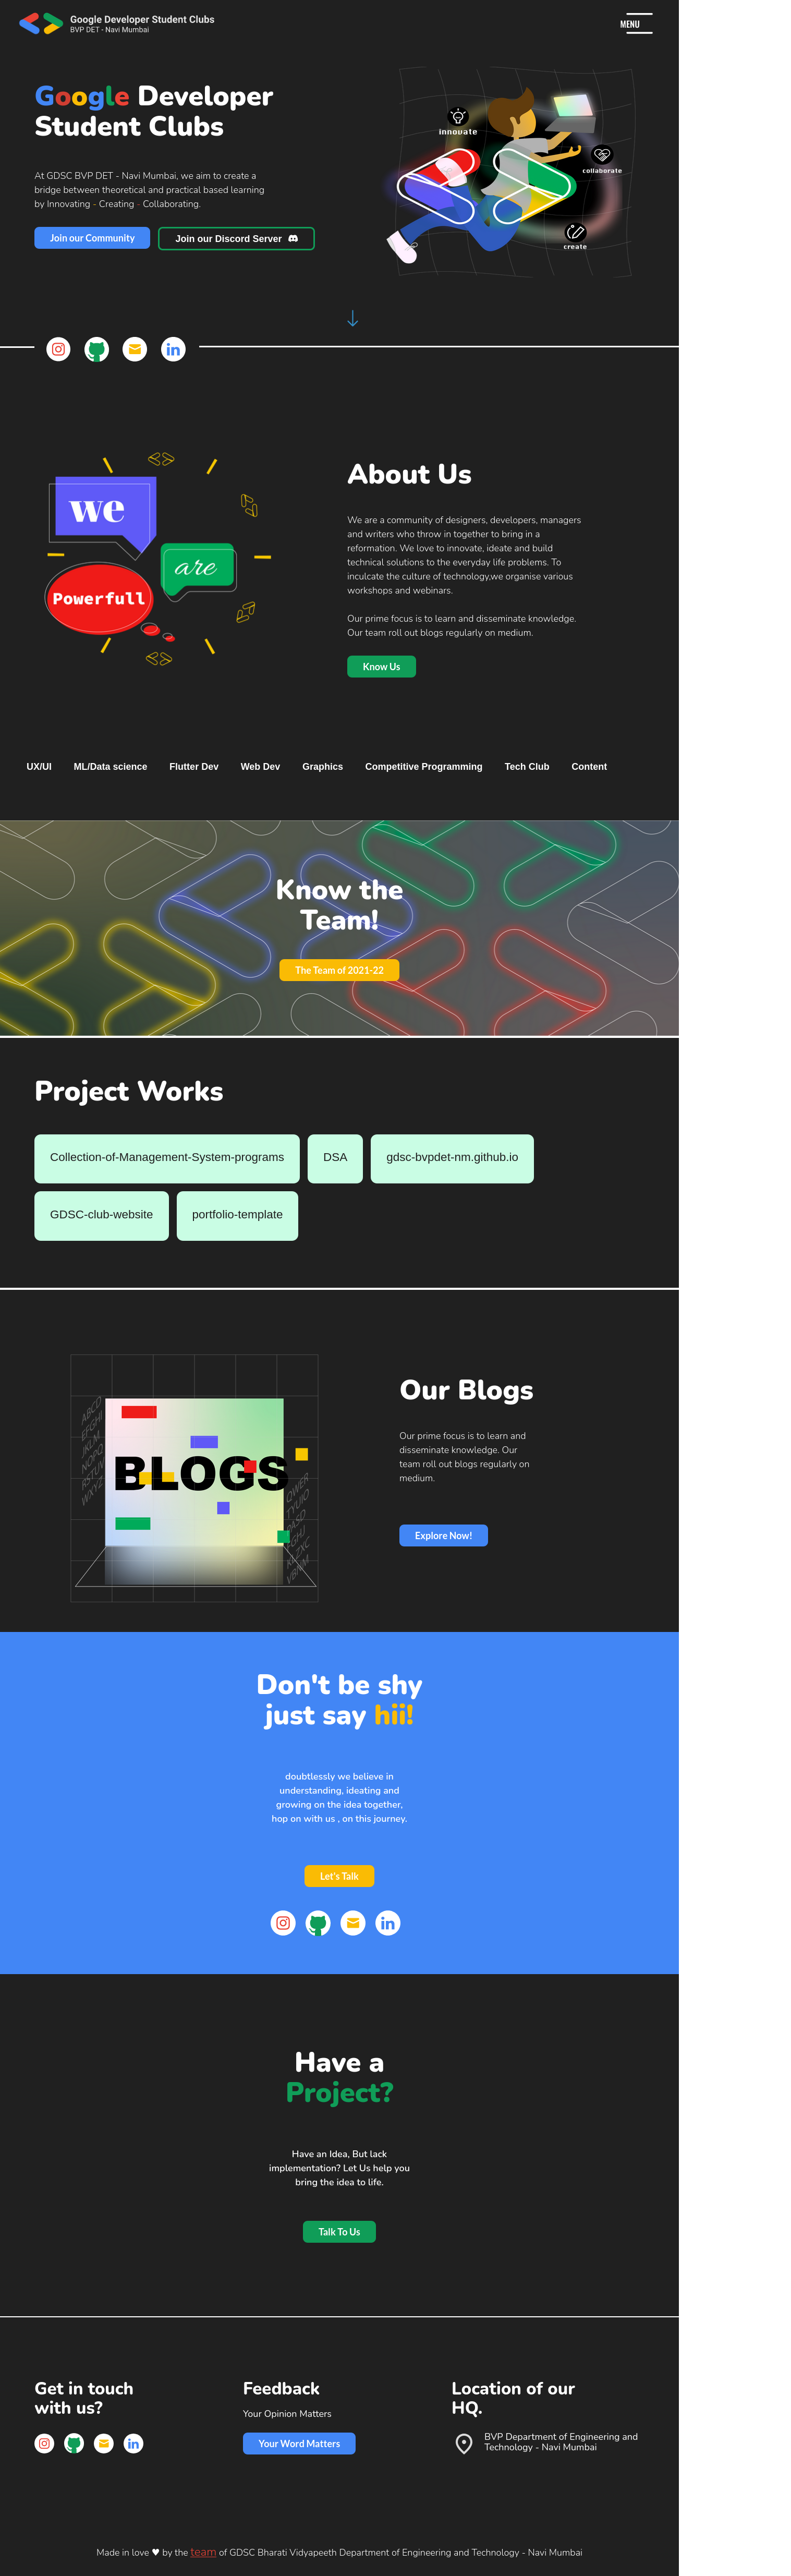 Google Developer Student Clubs
BVP DET - Navi Mumbai
MENU
Google Developer
Student Clubs
At GDSC BVP DET - Navi Mumbai, we aim to create a
bridge between theoretical and practical based learning
by Innovating - Creating - Collaborating.
Join our Community
Join our Discord Server
innovate
collaborate
create
we
are
Powerfull
About Us
We are a community of designers, developers, managers
and writers who throw in together to bring in a
reformation. We love to innovate, ideate and build
technical solutions to the everyday life problems. To
inculcate the culture of technology,we organise various
workshops and webinars.
Our prime focus is to learn and disseminate knowledge.
Our team roll out blogs regularly on medium.
Know Us
UX/UI ML/Data science Flutter Dev Web Dev Graphics Competitive Programming Tech Club Content
Know the
Team!
The Team of 2021-22
Project Works
Collection-of-Management-System-programs DSA gdsc-bvpdet-nm.github.io
GDSC-club-website portfolio-template
BLOGS
Our Blogs
Our prime focus is to learn and
disseminate knowledge. Our
team roll out blogs regularly on
medium.
Explore Now!
Don't be shy
just say hii!
doubtlessly we believe in
understanding, ideating and
growing on the idea together,
hop on with us , on this journey.
Let's Talk
Have a
Project?
Have an Idea, But lack
implementation? Let Us help you
bring the idea to life.
Talk To Us
Get in touch
with us?
Feedback
Your Opinion Matters
Your Word Matters
Location of our
HQ.
BVP Department of Engineering and
Technology - Navi Mumbai
Made in love ♥ by the team of GDSC Bharati Vidyapeeth Department of Engineering and Technology - Navi Mumbai